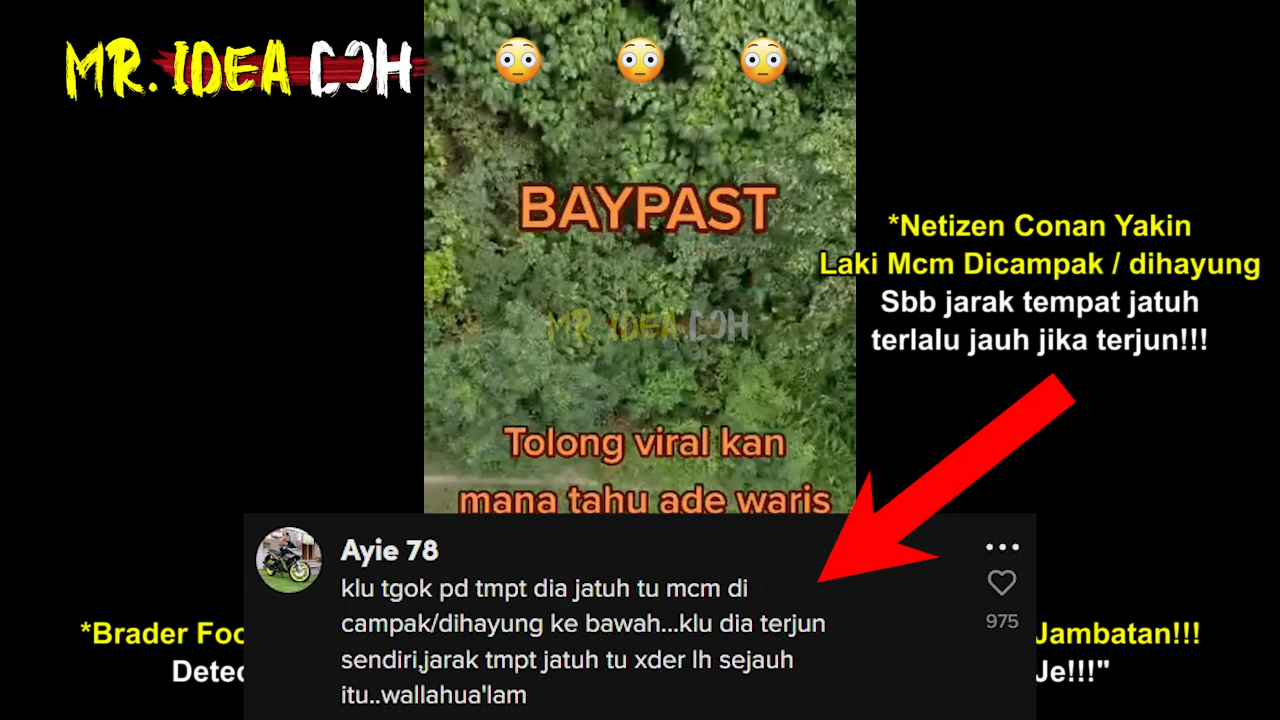 MR. IDEA COH
BAYPAST
*Netizen Conan Yakin
Laki Mcm Dicampak / dihayung
Sbb jarak tempat jatuh
terlalu jauh jika terjun!!!
MR. IDEA COH
Tolong viral kan
mana tahu ade waris
Ayie 78
klu tgok pd tmpt dia jatuh tu mcm di
campak/dihayung ke bawah...klu dia terjun
sendiri,jarak tmpt jatuh tu xder lh sejauh
itu..wallahua'lam
975
*Brader
Jambatan!!!
Je!!!"